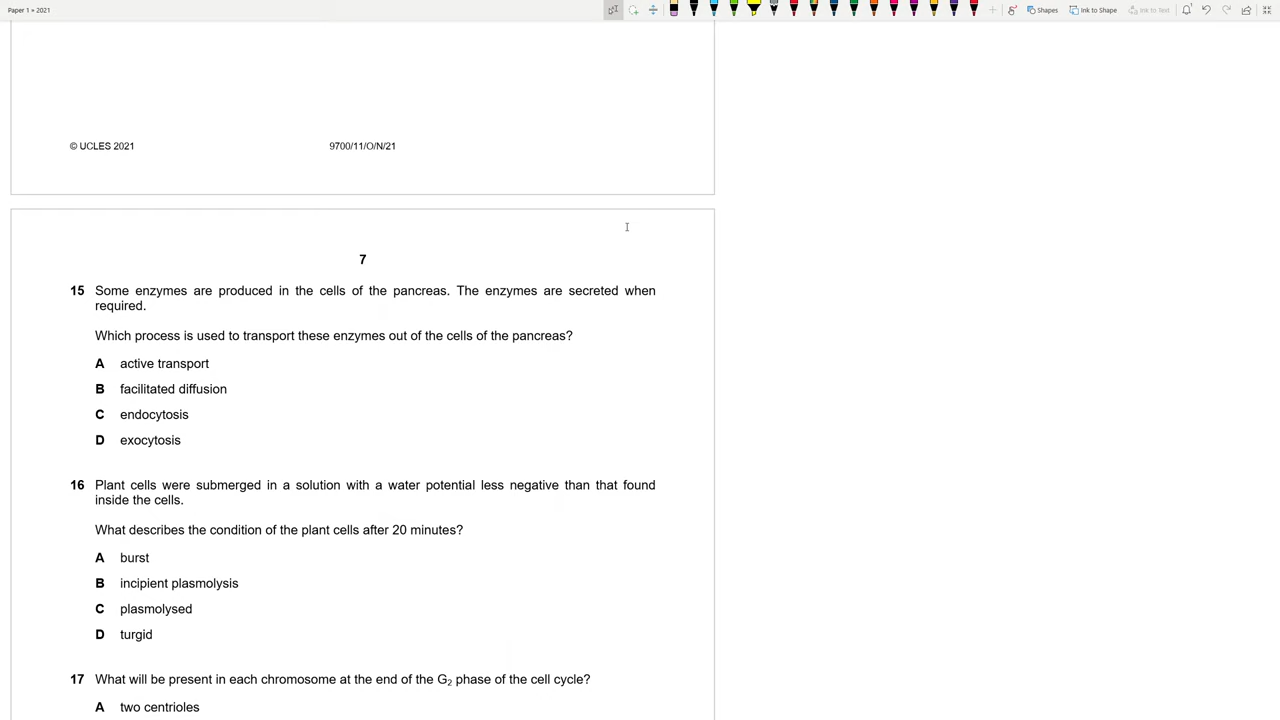 Paper 1 + 2021
Shapes
Ink to Shape
Ink to Text
© UCLES 2021
9700/11/O/N/21
7
15 Some enzymes are produced in the cells of the pancreas. The enzymes are secreted when
required.
Which process is used to transport these enzymes out of the cells of the pancreas?
A active transport
B facilitated diffusion
C endocytosis
D exocytosis
16 Plant cells were submerged in a solution with a water potential less negative than that found
inside the cells.
What describes the condition of the plant cells after 20 minutes?
A burst
B incipient plasmolysis
C plasmolysed
D turgid
17 What will be present in each chromosome at the end of the G₂ phase of the cell cycle?
A two centrioles